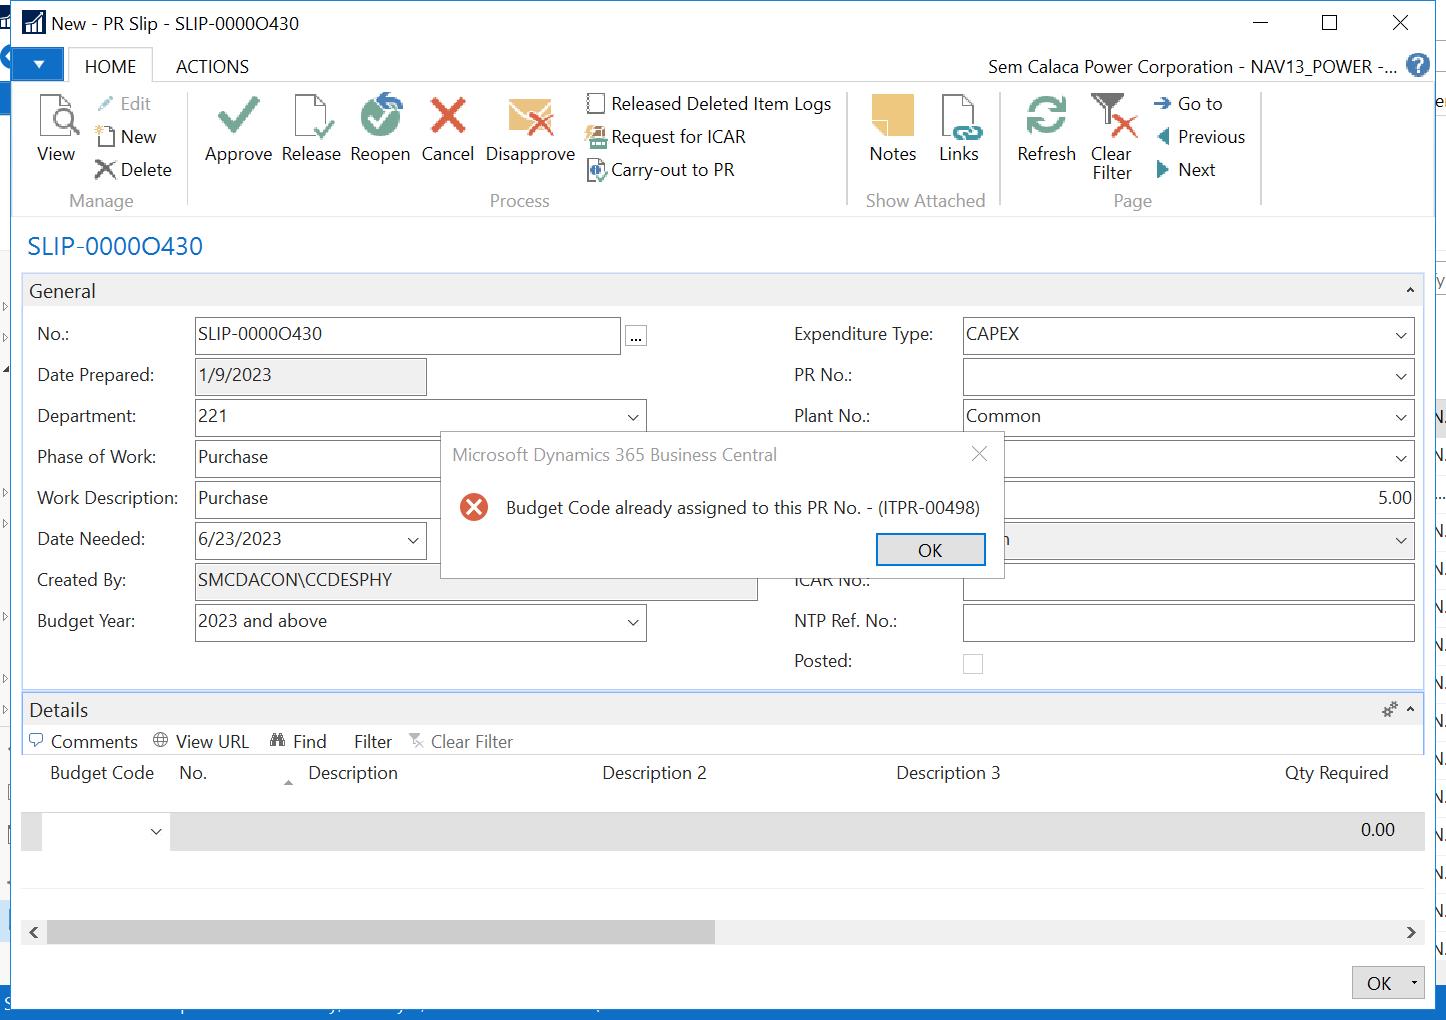 New - PR Slip - SLIP-0000O430
HOME
ACTIONS
Sem Calaca Power Corporation - NAV13_POWER -...
?
View
Edit
New
Delete
Manage
Approve
Release
Reopen
Cancel
Disapprove
Released Deleted Item Logs
Request for ICAR
Carry-out to PR
Process
Notes
Links
Show Attached
Refresh
Clear
Filter
Go to
Previous
Next
Page
SLIP-0000O430
General
No.:
SLIP-0000O430
...
Expenditure Type:
CAPEX
Date Prepared:
1/9/2023
PR No.:
Department:
221
Plant No.:
Common
Phase of Work:
Purchase
Work Description:
Purchase
5.00
Date Needed:
6/23/2023
Created By:
SMCDACON\CCDESPHY
ICAR No.:
Budget Year:
2023 and above
NTP Ref. No.:
Posted:
Microsoft Dynamics 365 Business Central
Budget Code already assigned to this PR No. - (ITPR-00498)
OK
Details
Comments
View URL
Find
Filter
Clear Filter
Budget Code
No.
Description
Description 2
Description 3
Qty Required
0.00
OK